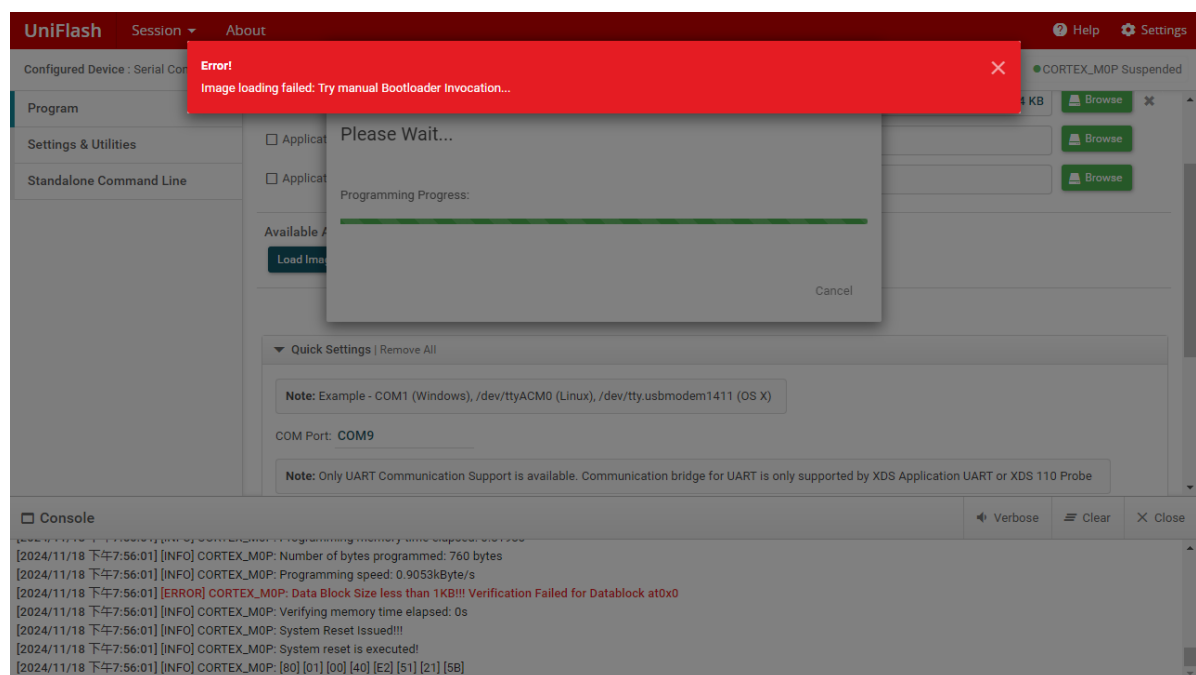 UniFlash Session About Help Settings
Configured Device : Serial Con CORTEX_M0P Suspended
Error!
Image loading failed: Try manual Bootloader Invocation...
Program
KB Browse
Settings & Utilities
Applicat Browse
Standalone Command Line
Applicat Browse
Please Wait...
Programming Progress:
Cancel
Available A
Load Imag
Quick Settings | Remove All
Note: Example - COM1 (Windows), /dev/ttyACM0 (Linux), /dev/tty.usbmodem1411 (OS X)
COM Port: COM9
Note: Only UART Communication Support is available. Communication bridge for UART is only supported by XDS Application UART or XDS 110 Probe
Console Verbose Clear Close
[2024/11/18 下午7:56:01] [INFO] CORTEX_M0P: Number of bytes programmed: 760 bytes
[2024/11/18 下午7:56:01] [INFO] CORTEX_M0P: Programming speed: 0.9053kByte/s
[2024/11/18 下午7:56:01] [ERROR] CORTEX_M0P: Data Block Size less than 1KB!!! Verification Failed for Datablock at0x0
[2024/11/18 下午7:56:01] [INFO] CORTEX_M0P: Verifying memory time elapsed: 0s
[2024/11/18 下午7:56:01] [INFO] CORTEX_M0P: System Reset Issued!!!
[2024/11/18 下午7:56:01] [INFO] CORTEX_M0P: System reset is executed!
[2024/11/18 下午7:56:01] [INFO] CORTEX_M0P: [80] [01] [00] [40] [E2] [51] [21] [5B]